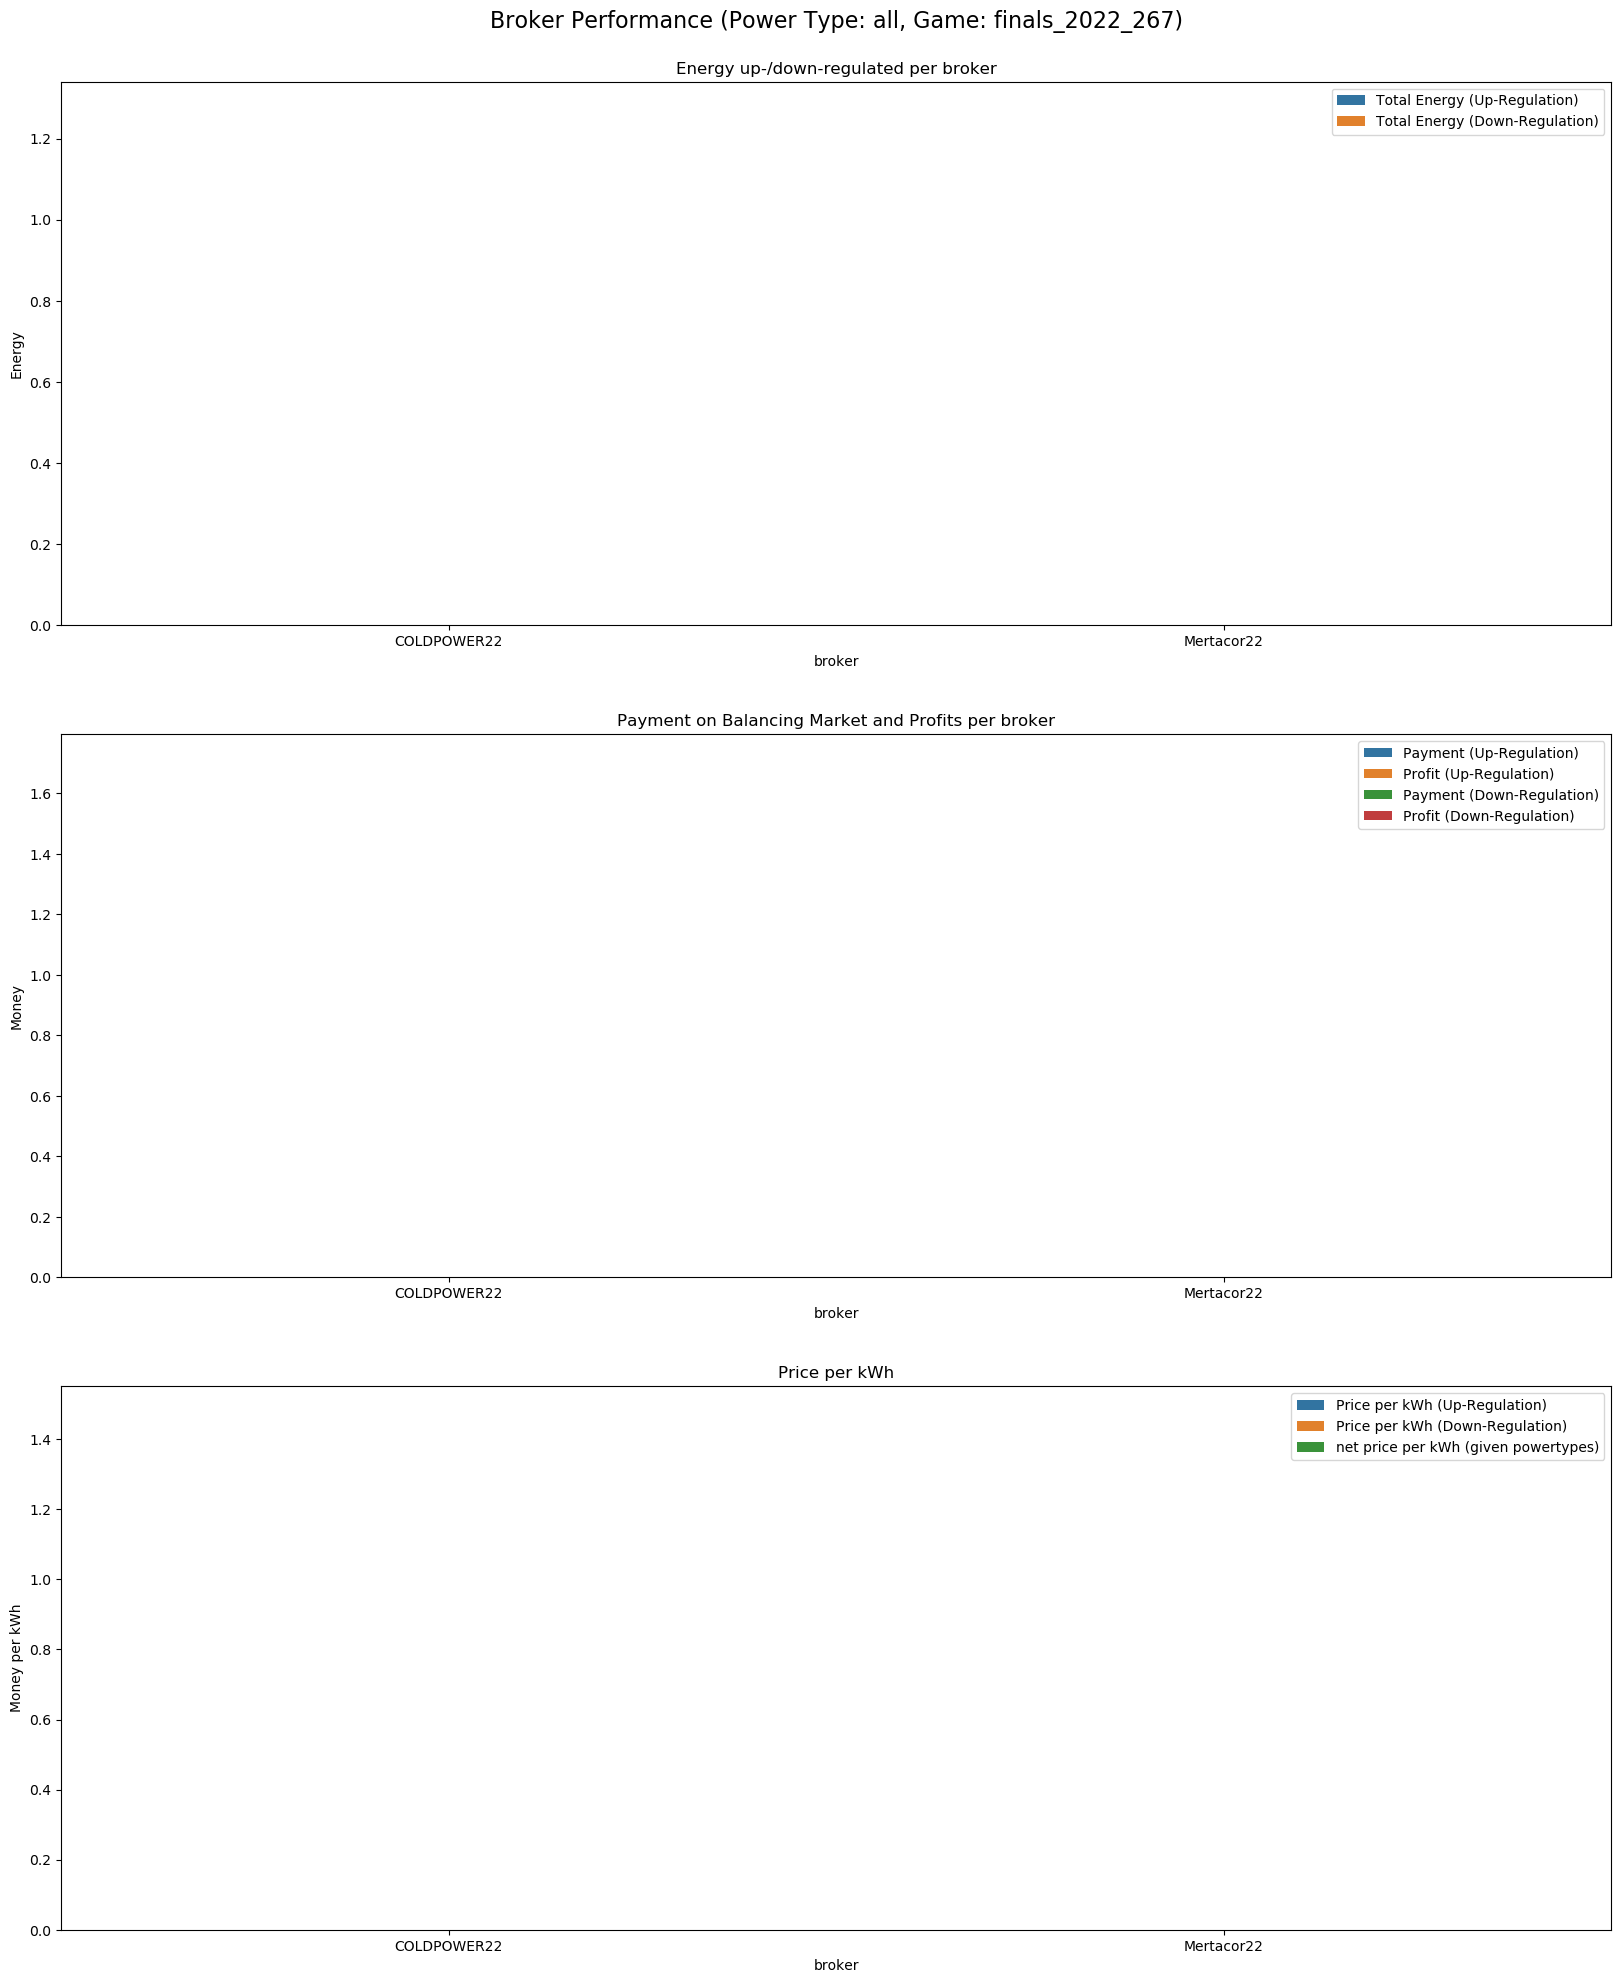 Broker Performance (Power Type: all, Game: finals_2022_267)
Energy up-/down-regulated per broker
Total Energy (Up-Regulation)
Total Energy (Down-Regulation)
1.2
1.0
0.8
0.6
0.4
0.2
0.0
Energy
COLDPOWER22
Mertacor22
broker
Payment on Balancing Market and Profits per broker
Payment (Up-Regulation)
Profit (Up-Regulation)
Payment (Down-Regulation)
Profit (Down-Regulation)
1.6
1.4
1.2
1.0
0.8
0.6
0.4
0.2
0.0
Money
COLDPOWER22
Mertacor22
broker
Price per kWh
Price per kWh (Up-Regulation)
Price per kWh (Down-Regulation)
net price per kWh (given powertypes)
1.4
1.2
1.0
0.8
0.6
0.4
0.2
0.0
Money per kWh
COLDPOWER22
Mertacor22
broker